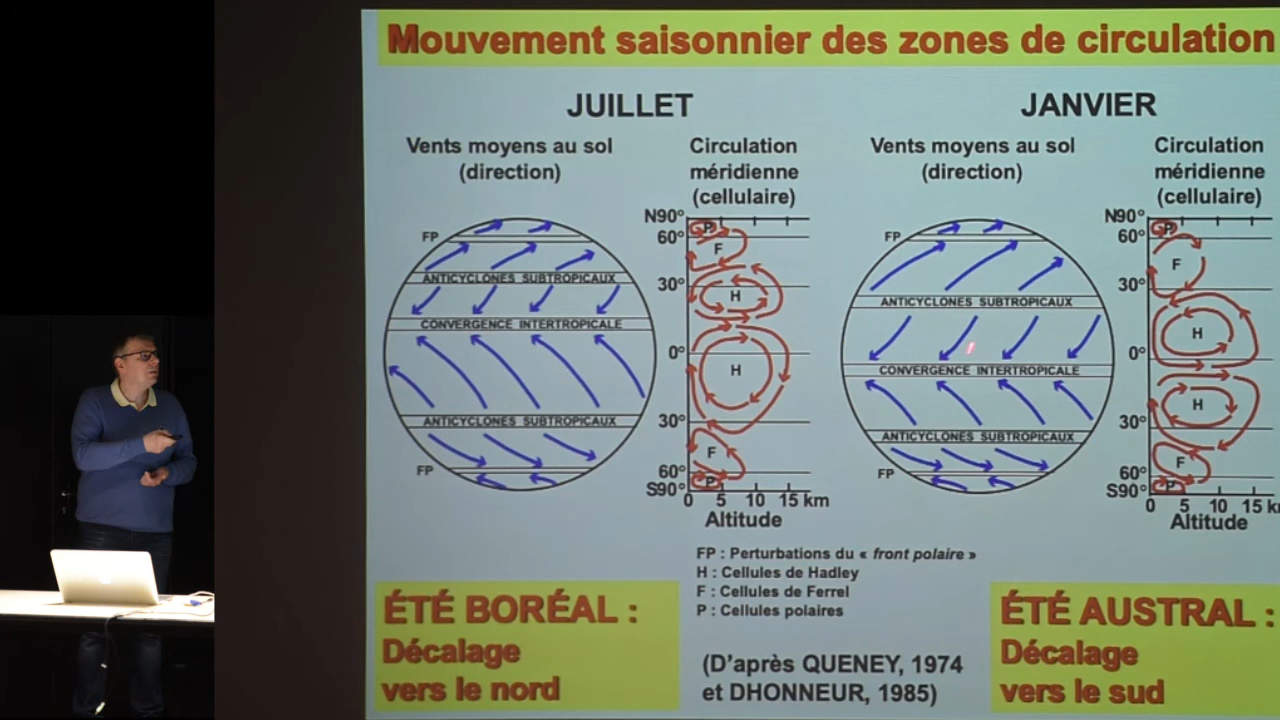 Mouvement saisonnier des zones de circulation
JUILLET
Vents moyens au sol
(direction)
Circulation
méridienne
(cellulaire)
FP
ANTICYCLONES SUBTROPICAUX
CONVERGENCE INTERTROPICALE
ANTICYCLONES SUBTROPICAUX
FP
N90°
60°
30°
0°
30°
60°
S90°
P
F
H
H
F
P
0 5 10 15 km
Altitude
JANVIER
Vents moyens au sol
(direction)
Circulation
méridienne
(cellulaire)
FP
ANTICYCLONES SUBTROPICAUX
CONVERGENCE INTERTROPICALE
ANTICYCLONES SUBTROPICAUX
FP
N90°
60°
30°
0°
30°
60°
S90°
P
F
H
H
F
P
0 5 10 15 k
Altitude
FP : Perturbations du « front polaire »
H : Cellules de Hadley
F : Cellules de Ferrel
P : Cellules polaires
ÉTÉ BORÉAL :
Décalage
vers le nord
(D'après QUENEY, 1974
et DHONNEUR, 1985)
ÉTÉ AUSTRAL :
Décalage
vers le sud